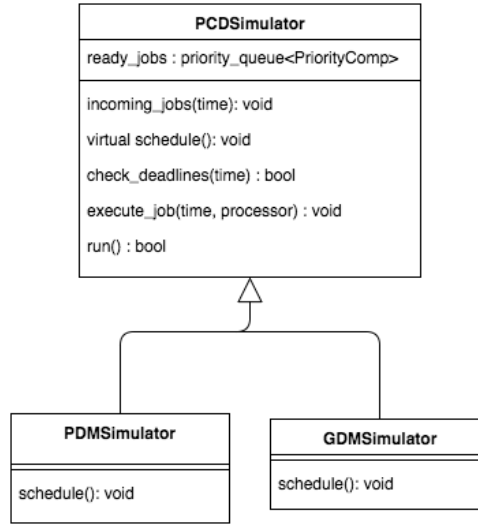 PCDSimulator
ready_jobs : priority_queue<PriorityComp>
incoming_jobs(time): void
virtual schedule(): void
check_deadlines(time) : bool
execute_job(time, processor) : void
run() : bool
PDMSimulator
schedule(): void
GDMSimulator
schedule(): void